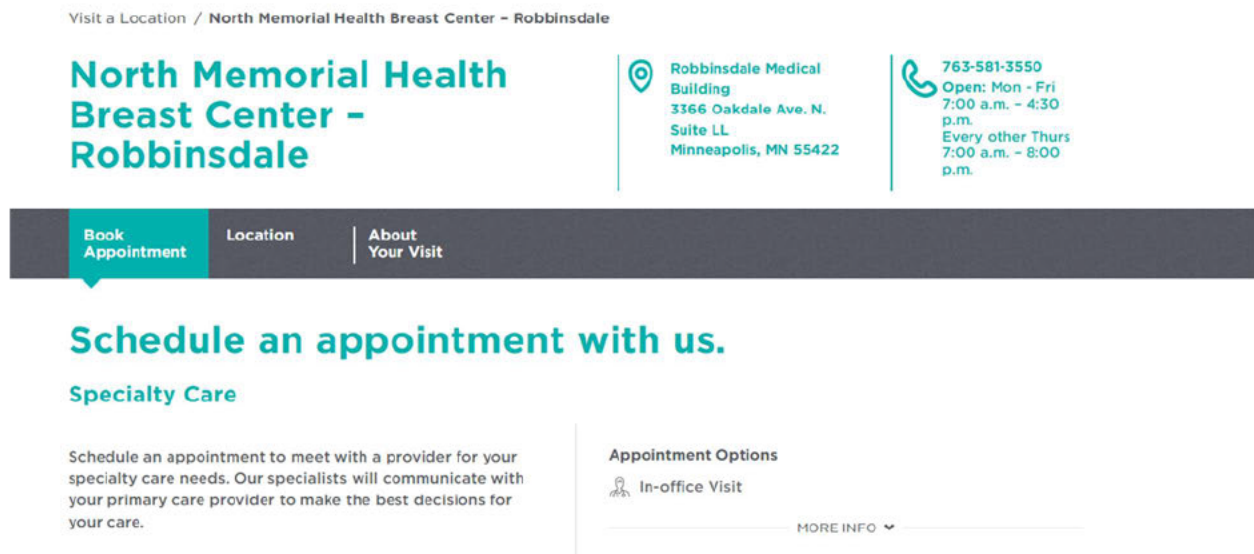 Visit a Location / North Memorial Health Breast Center – Robbinsdale
North Memorial Health
Breast Center –
Robbinsdale
Robbinsdale Medical
Building
3366 Oakdale Ave. N.
Suite LL
Minneapolis, MN 55422
763-581-3550
Open: Mon - Fri
7:00 a.m. – 4:30
p.m.
Every other Thurs
7:00 a.m. – 8:00
p.m.
Book
Appointment
Location
About
Your Visit
Schedule an appointment with us.
Specialty Care
Schedule an appointment to meet with a provider for your
specialty care needs. Our specialists will communicate with
your primary care provider to make the best decisions for
your care.
Appointment Options
In-office Visit
MORE INFO